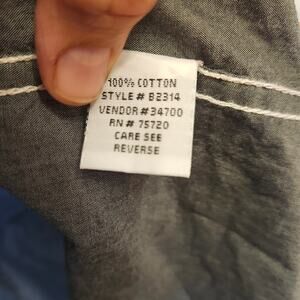 100% COTTON
STYLE# B2314
VENDOR#34700
RN# 75720
CARE SEE
REVERSE